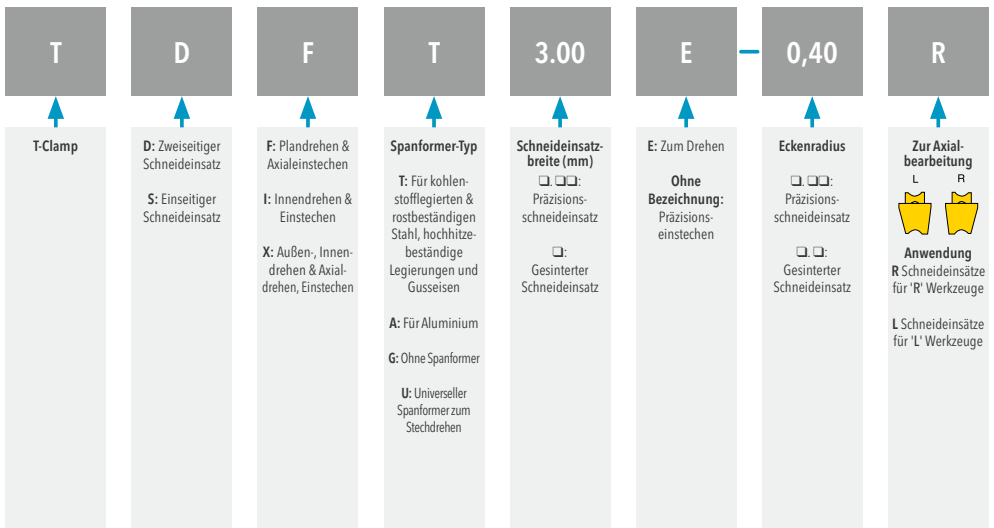 T D F T 3.00 E – 0,40 R
T-Clamp
D: Zweiseitiger
Schneideinsatz
S: Einseitiger
Schneideinsatz
F: Plandrehen &
Axialeinstechen
I: Innendrehen &
Einstechen
X: Außen-, Innen-
drehen & Axial-
drehen, Einstechen
Spanformer-Typ
T: Für kohlen-
stofflegierten &
rostbeständigen
Stahl, hochhitze-
beständige
Legierungen und
Gusseisen
A: Für Aluminium
G: Ohne Spanformer
U: Universeller
Spanformer zum
Stechdrehen
Schneideinsatz-
breite (mm)
❑.❑❑:
Präzisions-
schneideinsatz
❑:
Gesinterter
Schneideinsatz
E: Zum Drehen
Ohne
Bezeichnung:
Präzisions-
einstechen
Eckenradius
❑.❑❑:
Präzisions-
schneideinsatz
❑.❑:
Gesinterter
Schneideinsatz
Zur Axial-
bearbeitung
L R
Anwendung
R Schneideinsätze
für 'R' Werkzeuge
L Schneideinsätze
für 'L' Werkzeuge